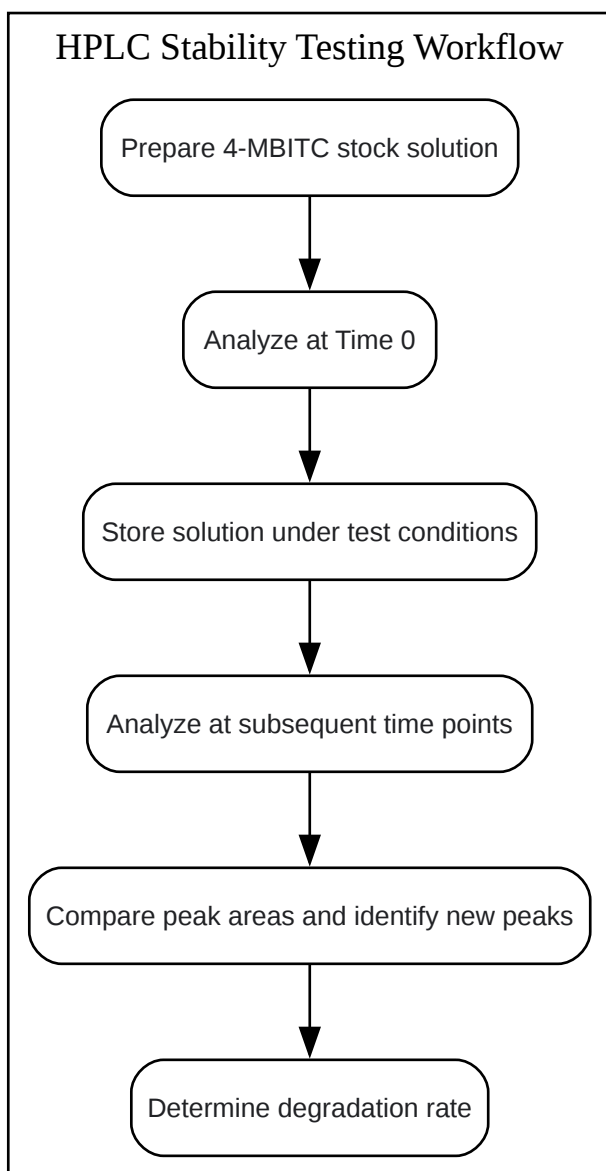 HPLC Stability Testing Workflow
Prepare 4-MBITC stock solution
Analyze at Time 0
Store solution under test conditions
Analyze at subsequent time points
Compare peak areas and identify new peaks
Determine degradation rate